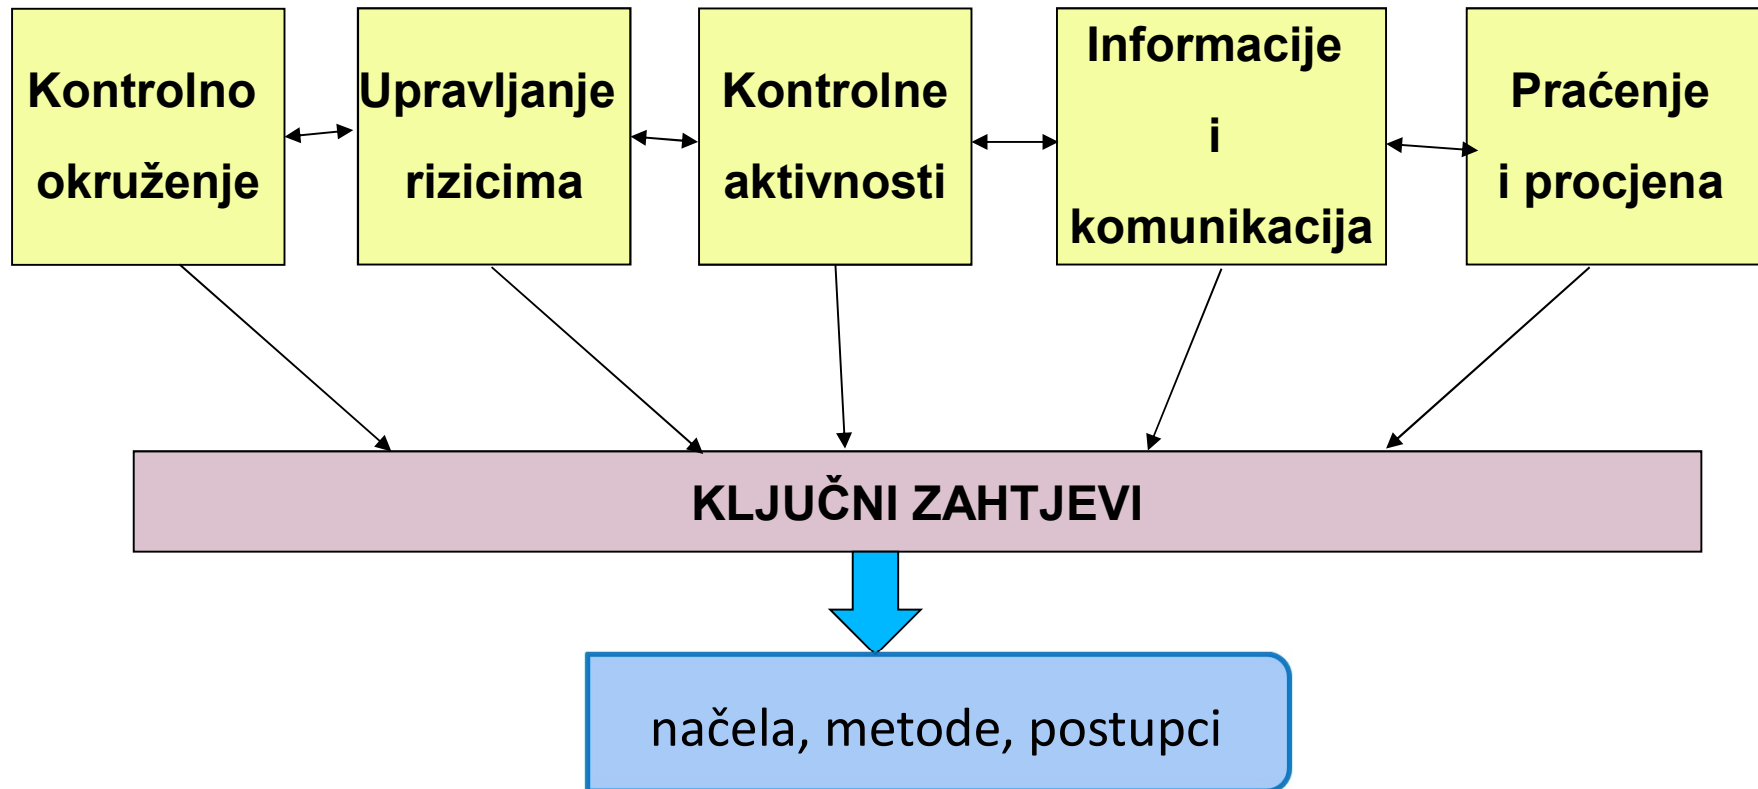 Kontrolno
okruženje
Upravljanje
rizicima
Kontrolne
aktivnosti
Informacije
i
komunikacija
Praćenje
i procjena
KLJUČNI ZAHTJEVI
načela, metode, postupci